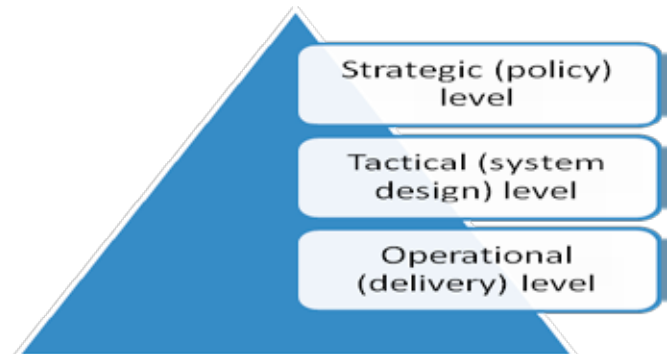 Strategic (policy)
level
Tactical (system
design) level
Operational
(delivery) level